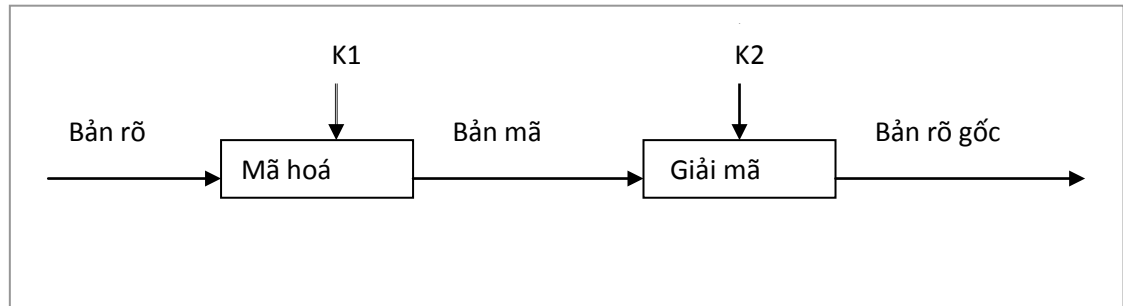 K1 K2
Bản rõ Bản mã Bản rõ gốc
Mã hoá Giải mã